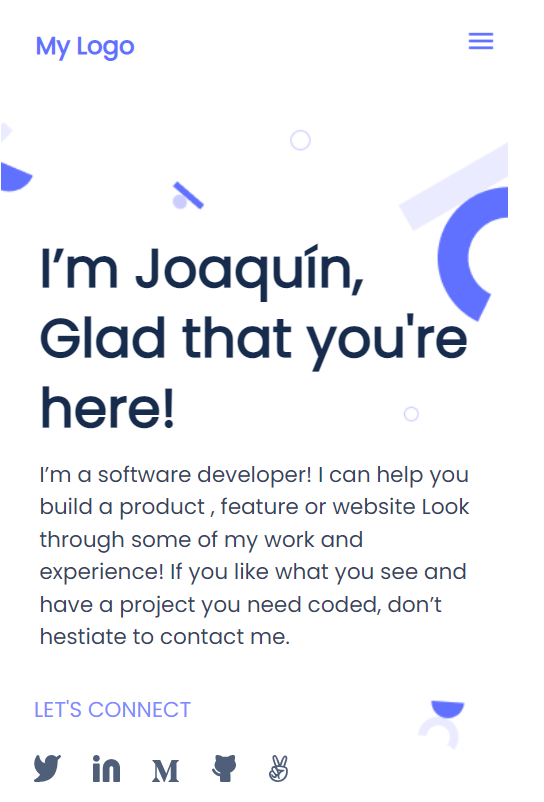 My Logo
I’m Joaquín,
Glad that you're
here!
I’m a software developer! I can help you
build a product , feature or website Look
through some of my work and
experience! If you like what you see and
have a project you need coded, don’t
hestiate to contact me.
LET'S CONNECT